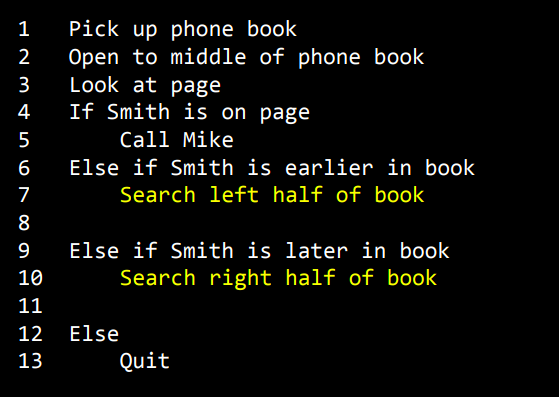 1 Pick up phone book
2 Open to middle of phone book
3 Look at page
4 If Smith is on page
5 Call Mike
6 Else if Smith is earlier in book
7 Search left half of book
8
9 Else if Smith is later in book
10 Search right half of book
11
12 Else
13 Quit